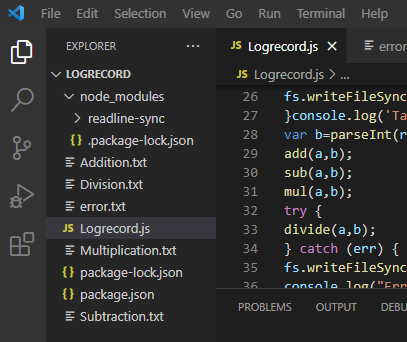 File Edit Selection View Go Run Terminal Help
EXPLORER
LOGRECORD
node_modules
readline-sync
{} .package-lock.json
Addition.txt
Division.txt
error.txt
JS Logrecord.js
Multiplication.txt
{} package-lock.json
{} package.json
Subtraction.txt
JS Logrecord.js × error
JS Logrecord.js > ...
26 fs.writeFileSync
27 }console.log('Ta
28 var b=parseInt(r
29 add(a,b);
30 sub(a,b);
31 mul(a,b);
32 try {
33 divide(a,b);
34 } catch (err) {
35 fs.writeFileSync
36 console.log("Err
PROBLEMS OUTPUT DEBU